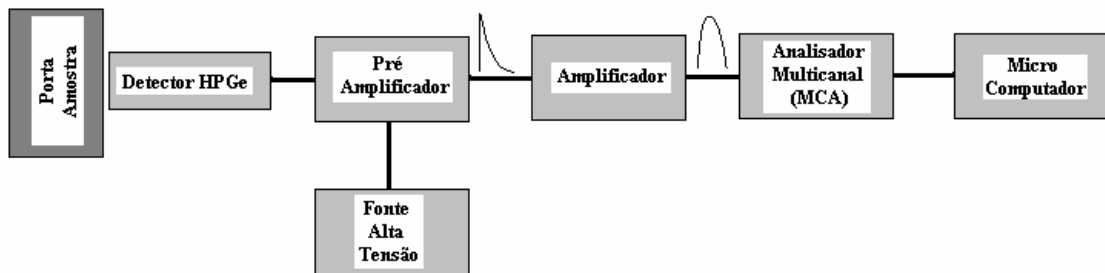 Porta
Amostra
Detector HPGe
Pré
Amplificador
Amplificador
Analisador
Multicanal
(MCA)
Micro
Computador
Fonte
Alta
Tensão